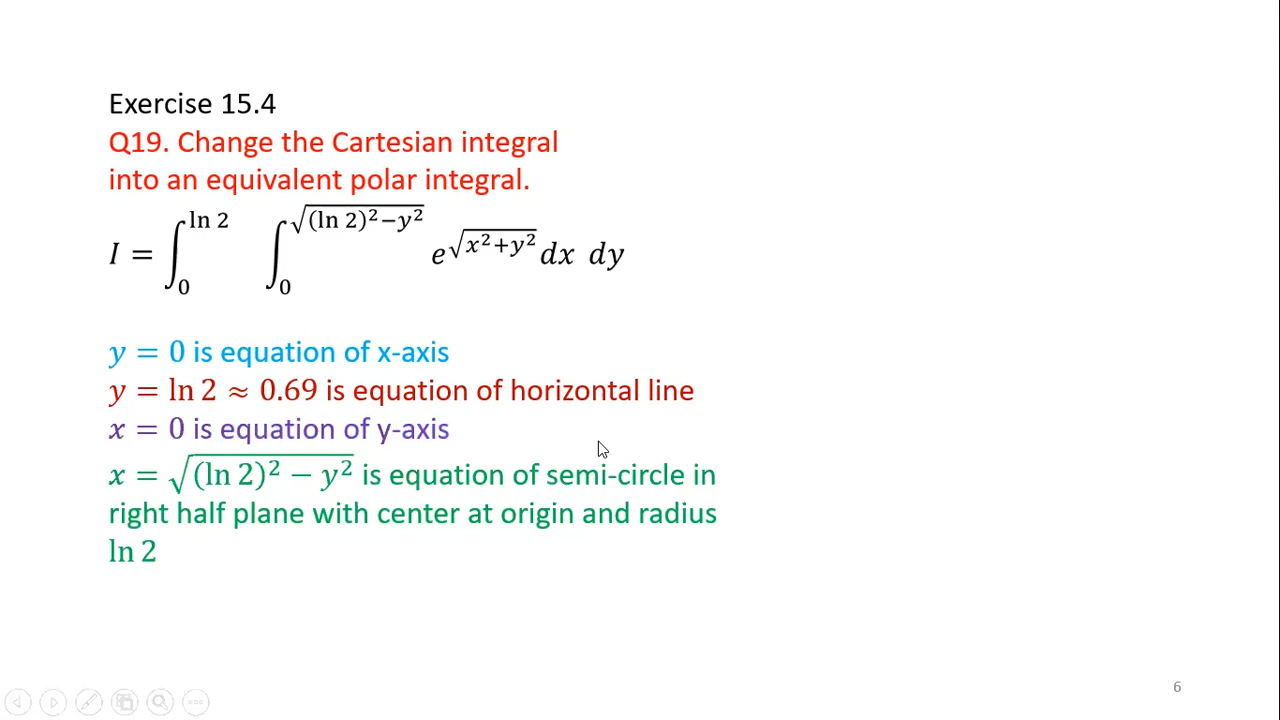 Exercise 15.4
Q19. Change the Cartesian integral
into an equivalent polar integral.
𝐼 = ∫₀^{ln 2} ∫₀^{√((ln 2)²−𝑦²)} 𝑒^{√(𝑥²+𝑦²)} 𝑑𝑥 𝑑𝑦
𝑦 = 0 is equation of x-axis
𝑦 = ln 2 ≈ 0.69 is equation of horizontal line
𝑥 = 0 is equation of y-axis
𝑥 = √((ln 2)² − 𝑦²) is equation of semi-circle in
right half plane with center at origin and radius
ln 2
6